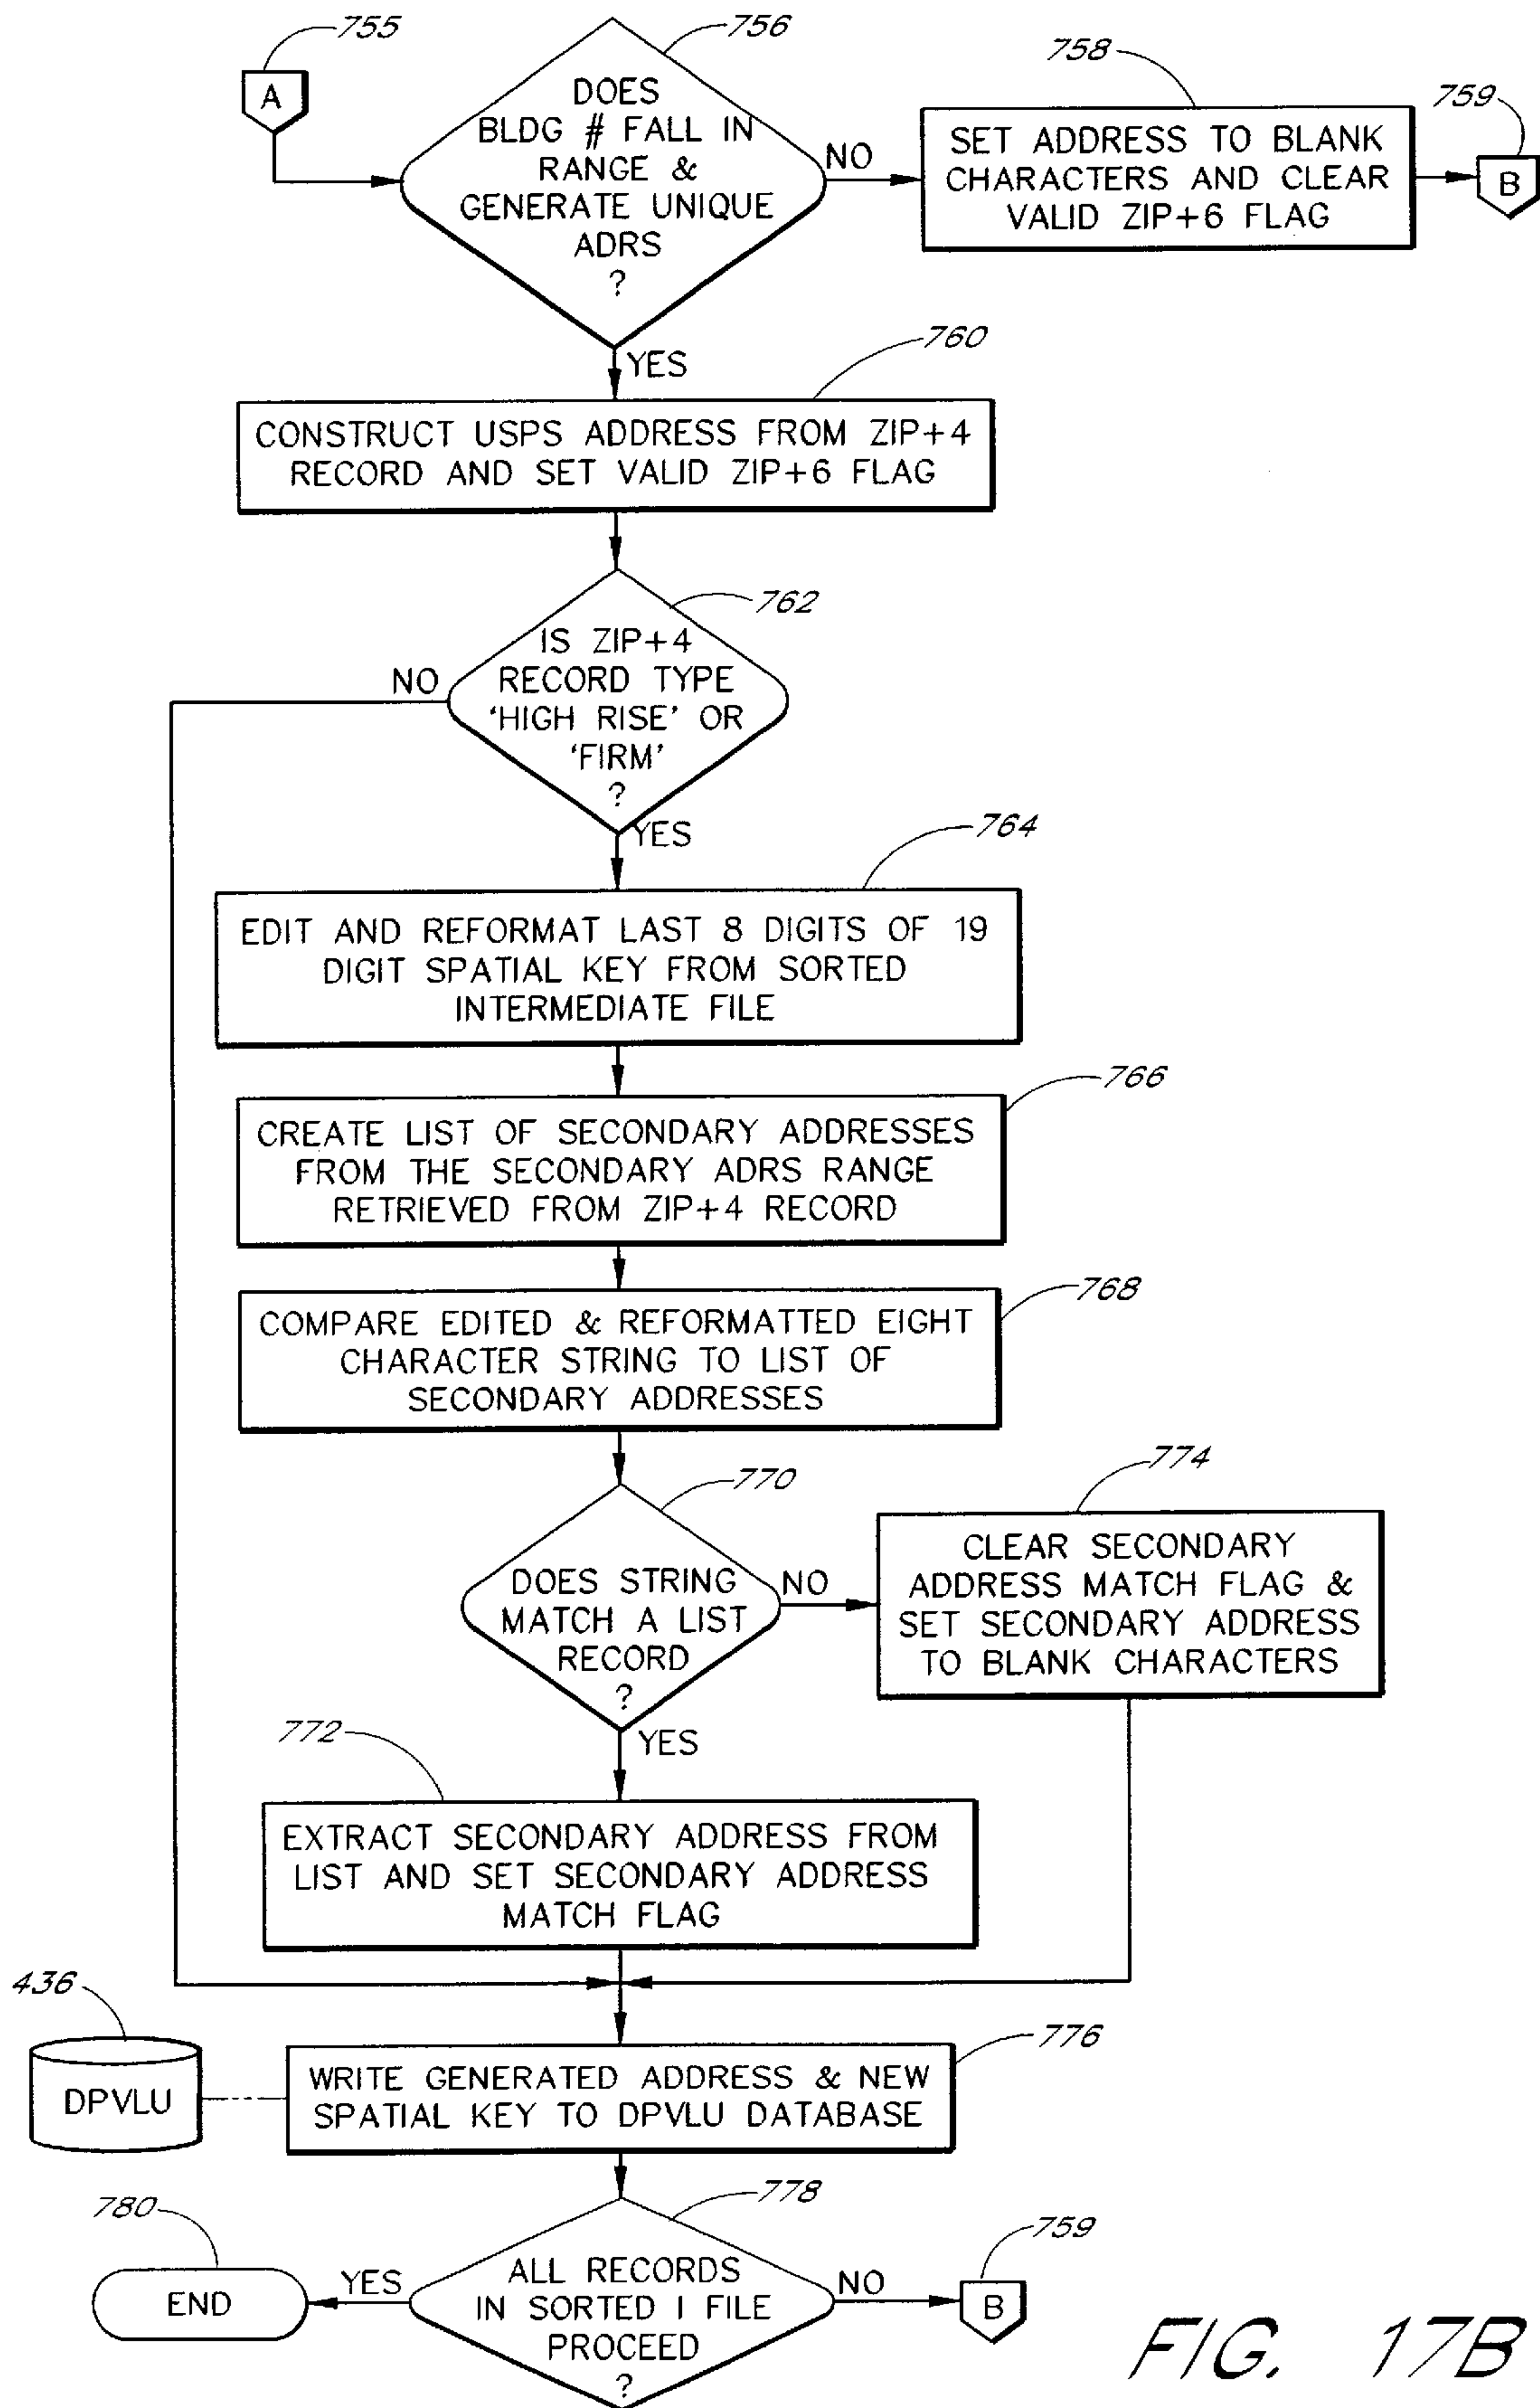 755
756
758
759
A
DOES
BLDG # FALL IN
RANGE &
GENERATE UNIQUE
ADRS
?
NO
SET ADDRESS TO BLANK
CHARACTERS AND CLEAR
VALID ZIP+6 FLAG
B
YES
760
CONSTRUCT USPS ADDRESS FROM ZIP+4
RECORD AND SET VALID ZIP+6 FLAG
762
IS ZIP+4
RECORD TYPE
'HIGH RISE' OR
'FIRM'
?
NO
YES
764
EDIT AND REFORMAT LAST 8 DIGITS OF 19
DIGIT SPATIAL KEY FROM SORTED
INTERMEDIATE FILE
766
CREATE LIST OF SECONDARY ADDRESSES
FROM THE SECONDARY ADRS RANGE
RETRIEVED FROM ZIP+4 RECORD
768
COMPARE EDITED & REFORMATTED EIGHT
CHARACTER STRING TO LIST OF
SECONDARY ADDRESSES
770
774
DOES STRING
MATCH A LIST
RECORD
?
NO
CLEAR SECONDARY
ADDRESS MATCH FLAG &
SET SECONDARY ADDRESS
TO BLANK CHARACTERS
YES
772
EXTRACT SECONDARY ADDRESS FROM
LIST AND SET SECONDARY ADDRESS
MATCH FLAG
436
DPVLU
776
WRITE GENERATED ADDRESS & NEW
SPATIAL KEY TO DPVLU DATABASE
778
780
END
YES
ALL RECORDS
IN SORTED I FILE
PROCEED
?
NO
759
B
FIG. 17B